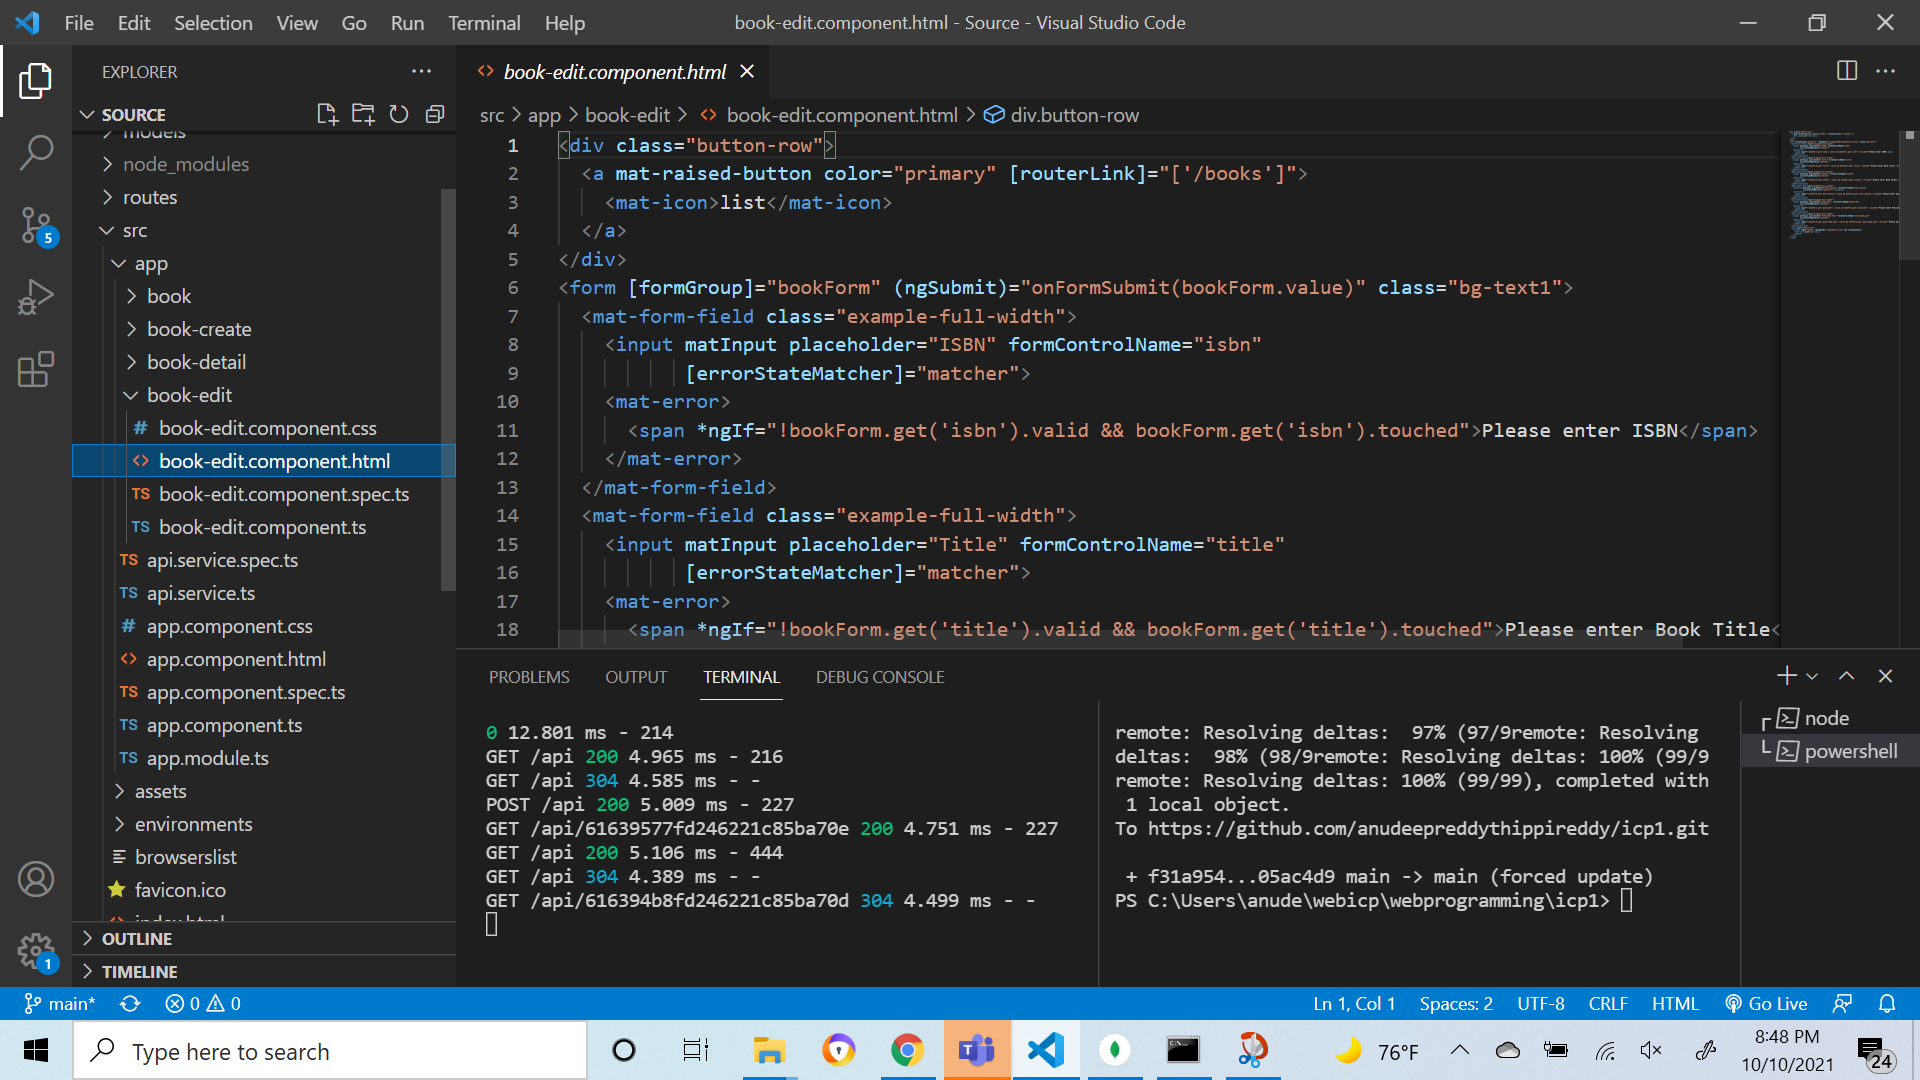 File Edit Selection View Go Run Terminal Help
book-edit.component.html - Source - Visual Studio Code
EXPLORER
SOURCE
models
node_modules
routes
src
app
book
book-create
book-detail
book-edit
# book-edit.component.css
<> book-edit.component.html
TS book-edit.component.spec.ts
TS book-edit.component.ts
TS api.service.spec.ts
TS api.service.ts
# app.component.css
<> app.component.html
TS app.component.spec.ts
TS app.component.ts
TS app.module.ts
assets
environments
browserslist
favicon.ico
index.html
OUTLINE
TIMELINE
5
1
<> book-edit.component.html
src > app > book-edit > <> book-edit.component.html > div.button-row
1 <div class="button-row">
2 <a mat-raised-button color="primary" [routerLink]="['/books']">
3 <mat-icon>list</mat-icon>
4 </a>
5 </div>
6 <form [formGroup]="bookForm" (ngSubmit)="onFormSubmit(bookForm.value)" class="bg-text1">
7 <mat-form-field class="example-full-width">
8 <input matInput placeholder="ISBN" formControlName="isbn"
9 [errorStateMatcher]="matcher">
10 <mat-error>
11 <span *ngIf="!bookForm.get('isbn').valid && bookForm.get('isbn').touched">Please enter ISBN</span>
12 </mat-error>
13 </mat-form-field>
14 <mat-form-field class="example-full-width">
15 <input matInput placeholder="Title" formControlName="title"
16 [errorStateMatcher]="matcher">
17 <mat-error>
18 <span *ngIf="!bookForm.get('title').valid && bookForm.get('title').touched">Please enter Book Title<
PROBLEMS OUTPUT TERMINAL DEBUG CONSOLE
0 12.801 ms - 214
GET /api 200 4.965 ms - 216
GET /api 304 4.585 ms - -
POST /api 200 5.009 ms - 227
GET /api/61639577fd246221c85ba70e 200 4.751 ms - 227
GET /api 200 5.106 ms - 444
GET /api 304 4.389 ms - -
GET /api/616394b8fd246221c85ba70d 304 4.499 ms - -
remote: Resolving deltas:  97% (97/9remote: Resolving
deltas:  98% (98/9remote: Resolving deltas: 100% (99/9
remote: Resolving deltas: 100% (99/99), completed with
1 local object.
To https://github.com/anudeepreddythippireddy/icp1.git
+ f31a954...05ac4d9 main -> main (forced update)
PS C:\Users\anude\webicp\webprogramming\icp1>
node
powershell
main* 0 0
Ln 1, Col 1 Spaces: 2 UTF-8 CRLF HTML Go Live
Type here to search
76°F
8:48 PM
10/10/2021
24